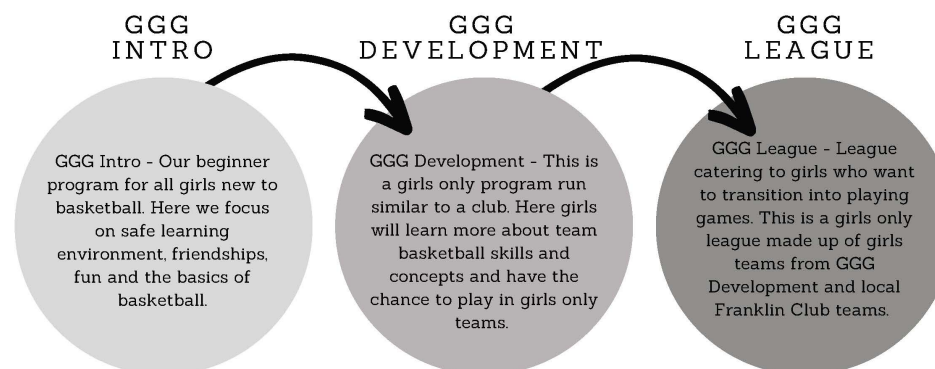 GGG
INTRO
GGG Intro - Our beginner
program for all girls new to
basketball. Here we focus
on safe learning
environment, friendships,
fun and the basics of
basketball.
GGG
DEVELOPMENT
GGG Development - This is
a girls only program run
similar to a club. Here girls
will learn more about team
basketball skills and
concepts and have the
chance to play in girls only
teams.
GGG
LEAGUE
GGG League - League
catering to girls who want
to transition into playing
games. This is a girls only
league made up of girls
teams from GGG
Development and local
Franklin Club teams.